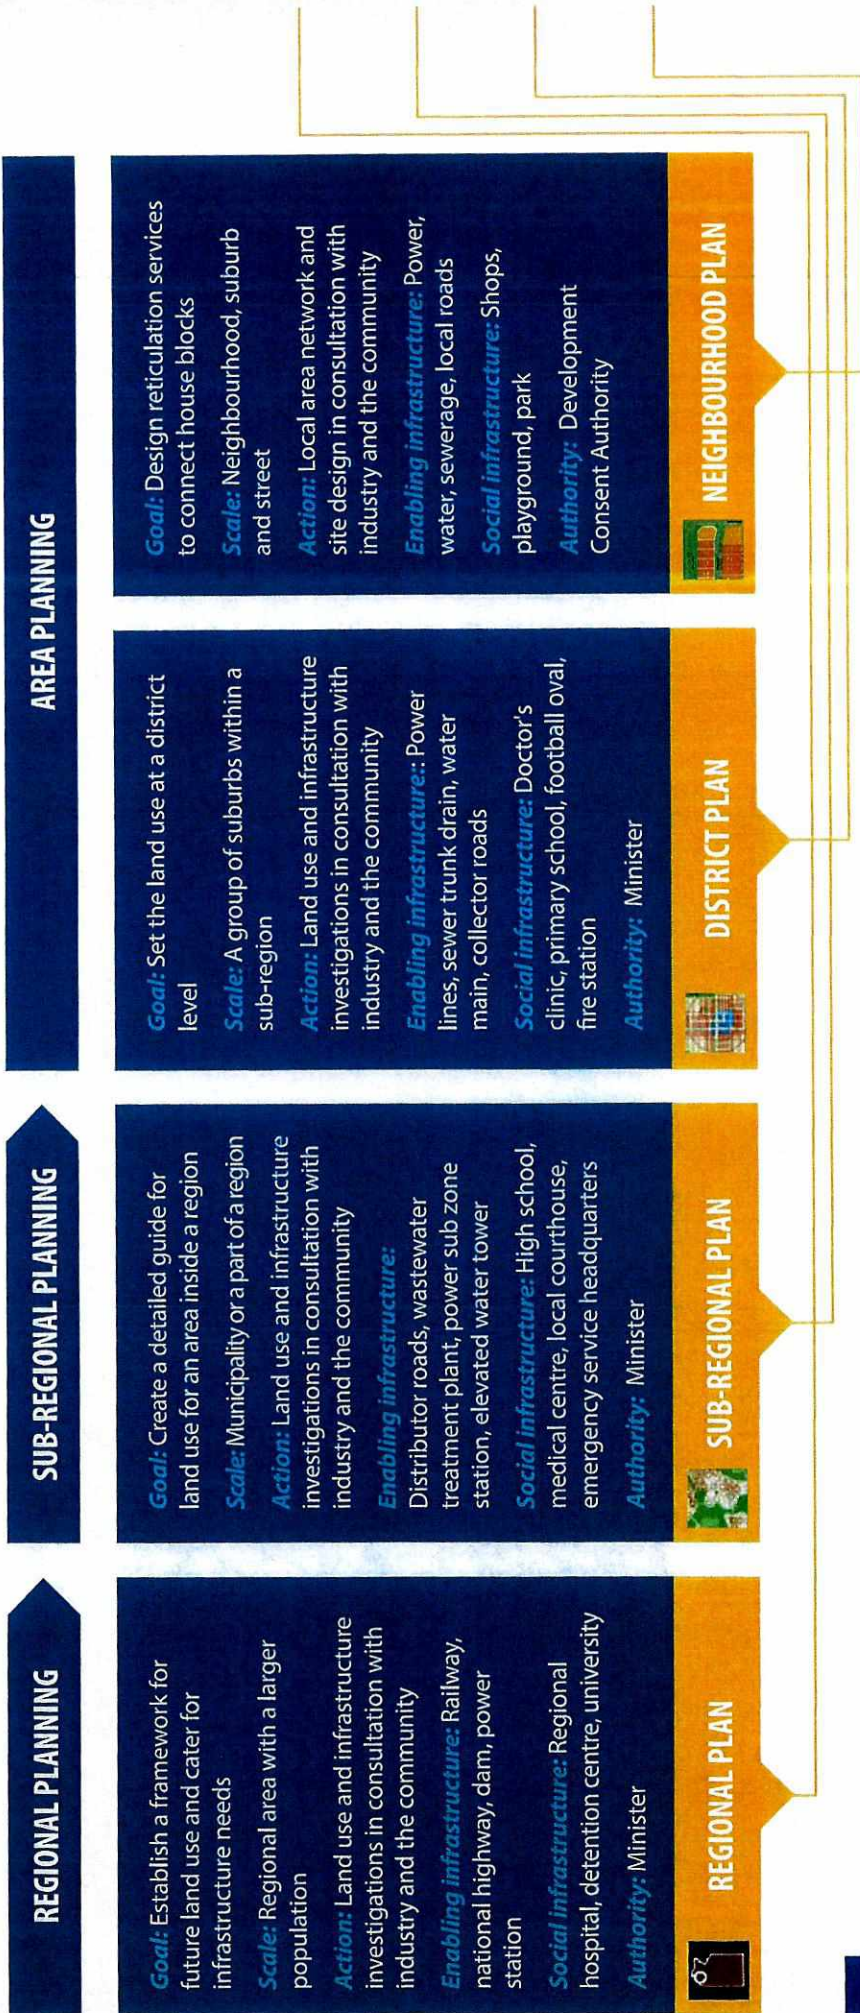 REGIONAL PLANNING
Goal: Establish a framework for
future land use and cater for
infrastructure needs
Scale: Regional area with a larger
population
Action: Land use and infrastructure
investigations in consultation with
industry and the community
Enabling infrastructure: Railway,
national highway, dam, power
station
Social infrastructure: Regional
hospital, detention centre, university
Authority: Minister
REGIONAL PLAN
SUB-REGIONAL PLANNING
Goal: Create a detailed guide for
land use for an area inside a region
Scale: Municipality or a part of a region
Action: Land use and infrastructure
investigations in consultation with
industry and the community
Enabling infrastructure:
Distributor roads, wastewater
treatment plant, power sub zone
station, elevated water tower
Social infrastructure: High school,
medical centre, local courthouse,
emergency service headquarters
Authority: Minister
SUB-REGIONAL PLAN
AREA PLANNING
Goal: Set the land use at a district
level
Scale: A group of suburbs within a
sub-region
Action: Land use and infrastructure
investigations in consultation with
industry and the community
Enabling infrastructure:: Power
lines, sewer trunk drain, water
main, collector roads
Social infrastructure: Doctor's
clinic, primary school, football oval,
fire station
Authority: Minister
DISTRICT PLAN
Goal: Design reticulation services
to connect house blocks
Scale: Neighbourhood, suburb
and street
Action: Local area network and
site design in consultation with
industry and the community
Enabling infrastructure: Power,
water, sewerage, local roads
Social infrastructure: Shops,
playground, park
Authority: Development
Consent Authority
NEIGHBOURHOOD PLAN